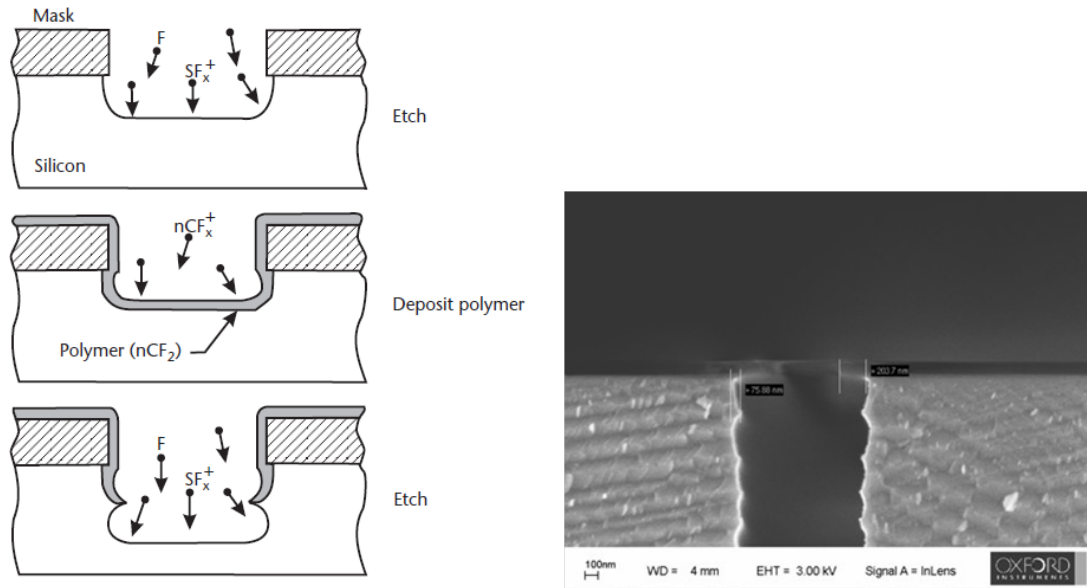 Mask
F
SFₓ⁺
Etch
Silicon
nCFₓ⁺
Deposit polymer
Polymer (nCF₂)
F
SFₓ⁺
Etch
203.7 nm
75.88 nm
100nm
WD = 4 mm
EHT = 3.00 kV
Signal A = InLens
OXFORD
INSTRUMENTS